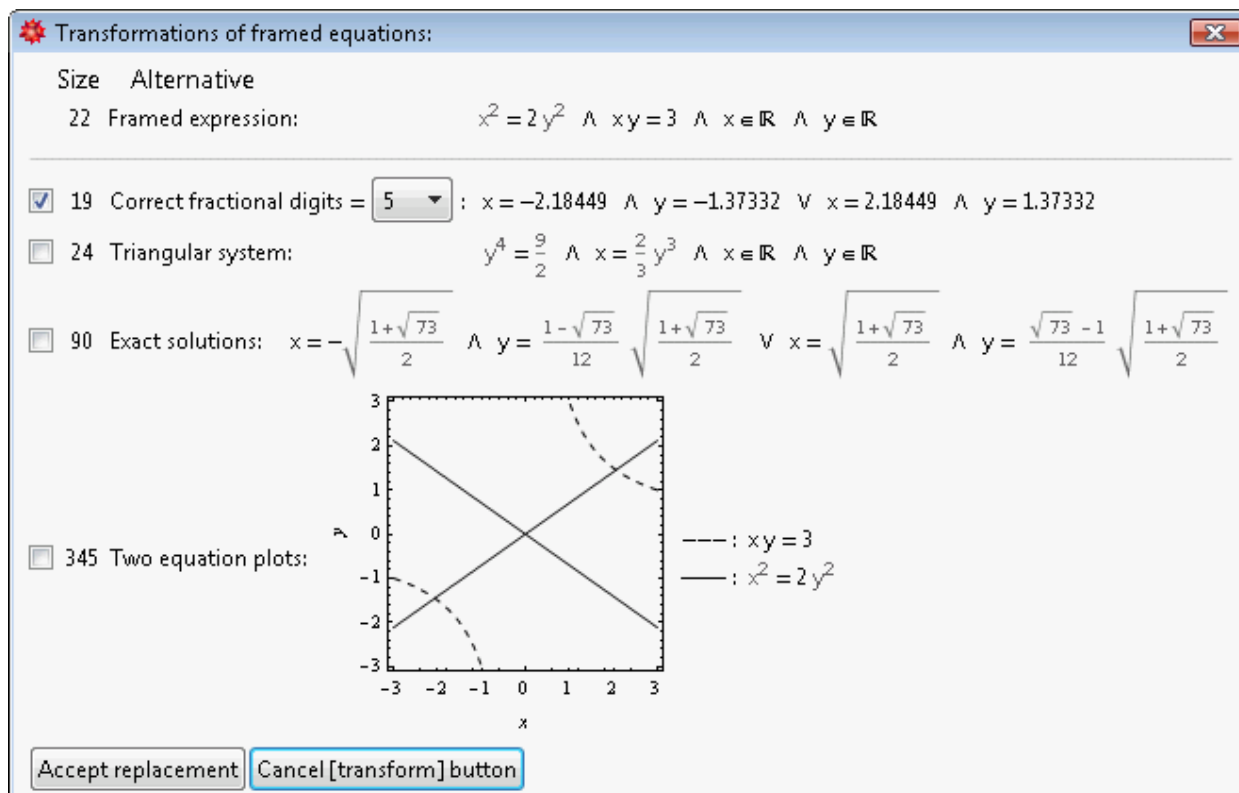 Transformations of framed equations:
Size Alternative
22 Framed expression: x² = 2 y² ∧ x y = 3 ∧ x ∈ ℝ ∧ y ∈ ℝ
19 Correct fractional digits = 5 : x = −2.18449 ∧ y = −1.37332 ∨ x = 2.18449 ∧ y = 1.37332
24 Triangular system: y⁴ = 9/2 ∧ x = 2/3 y³ ∧ x ∈ ℝ ∧ y ∈ ℝ
90 Exact solutions: x = −√((1+√73)/2) ∧ y = (1−√73)/12 √((1+√73)/2) ∨ x = √((1+√73)/2) ∧ y = (√73−1)/12 √((1+√73)/2)
3
2
1
y 0
345 Two equation plots:
---: x y = 3
−1
——: x² = 2 y²
−2
−3
−3 −2 −1 0 1 2 3
x
Accept replacement Cancel [transform] button